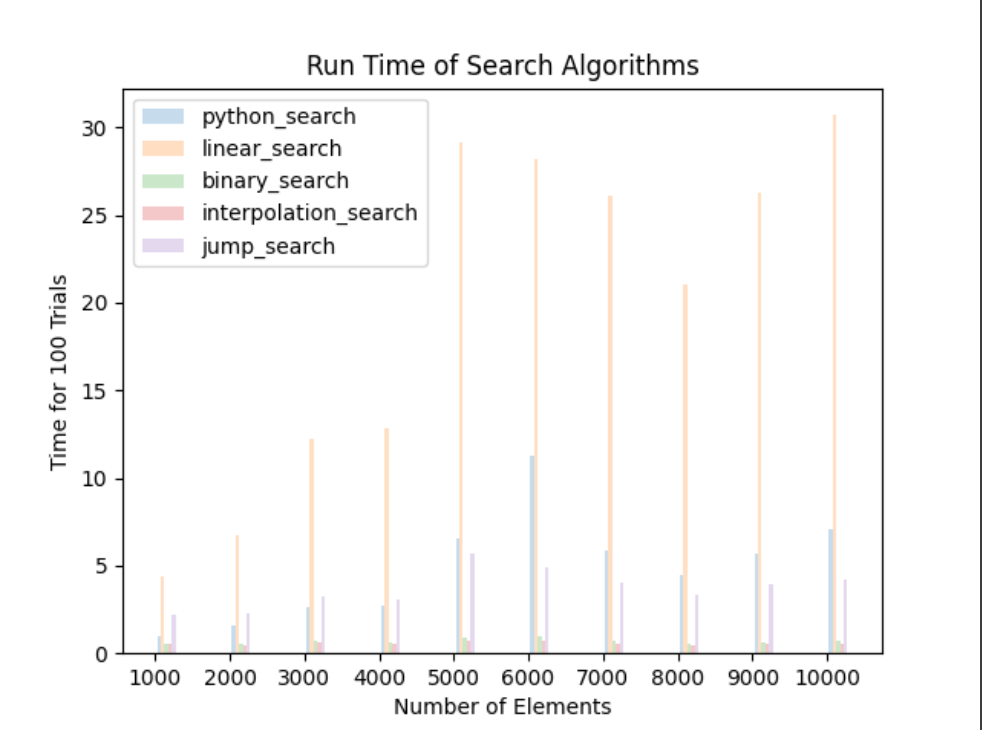 Run Time of Search Algorithms
python_search
linear_search
binary_search
interpolation_search
jump_search
30
25
20
15
10
5
0
Time for 100 Trials
1000 2000 3000 4000 5000 6000 7000 8000 9000 10000
Number of Elements